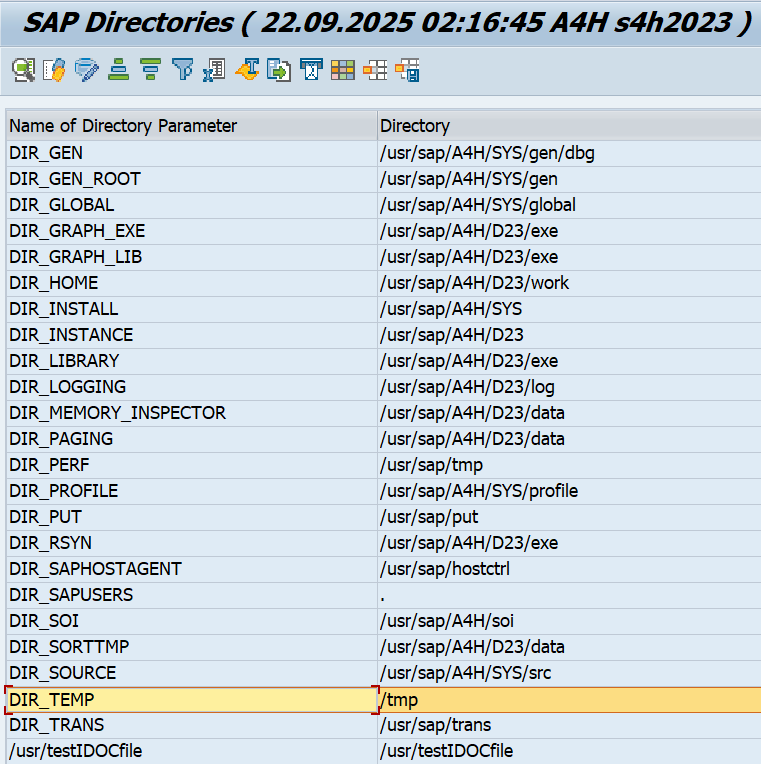 SAP Directories ( 22.09.2025 02:16:45 A4H s4h2023 )
Name of Directory Parameter Directory
DIR_GEN /usr/sap/A4H/SYS/gen/dbg
DIR_GEN_ROOT /usr/sap/A4H/SYS/gen
DIR_GLOBAL /usr/sap/A4H/SYS/global
DIR_GRAPH_EXE /usr/sap/A4H/D23/exe
DIR_GRAPH_LIB /usr/sap/A4H/D23/exe
DIR_HOME /usr/sap/A4H/D23/work
DIR_INSTALL /usr/sap/A4H/SYS
DIR_INSTANCE /usr/sap/A4H/D23
DIR_LIBRARY /usr/sap/A4H/D23/exe
DIR_LOGGING /usr/sap/A4H/D23/log
DIR_MEMORY_INSPECTOR /usr/sap/A4H/D23/data
DIR_PAGING /usr/sap/A4H/D23/data
DIR_PERF /usr/sap/tmp
DIR_PROFILE /usr/sap/A4H/SYS/profile
DIR_PUT /usr/sap/put
DIR_RSYN /usr/sap/A4H/D23/exe
DIR_SAPHOSTAGENT /usr/sap/hostctrl
DIR_SAPUSERS .
DIR_SOI /usr/sap/A4H/soi
DIR_SORTTMP /usr/sap/A4H/D23/data
DIR_SOURCE /usr/sap/A4H/SYS/src
DIR_TEMP /tmp
DIR_TRANS /usr/sap/trans
/usr/testIDOCfile /usr/testIDOCfile